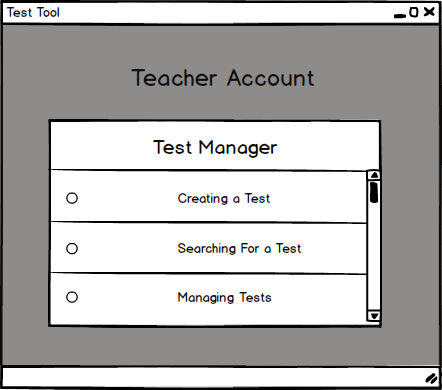 Test Tool
Teacher Account
Test Manager
Creating a Test
Searching For a Test
Managing Tests